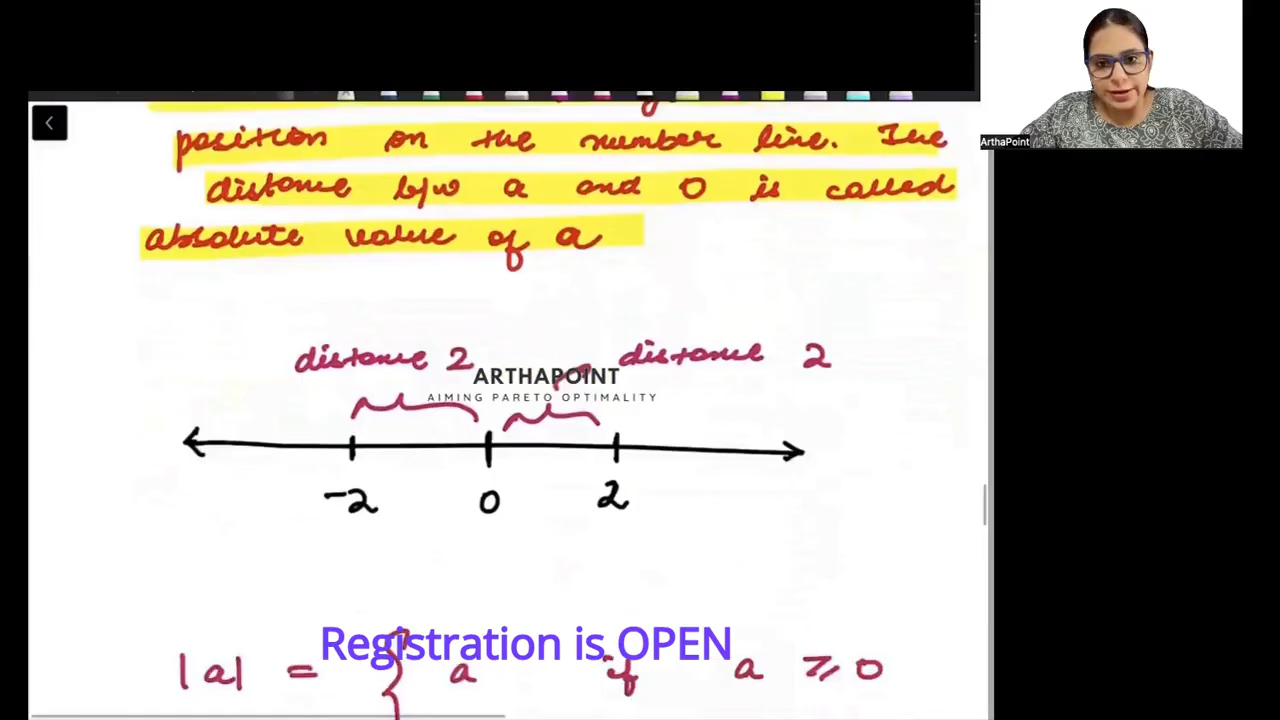 position on the number line. The
distance b/w a and 0 is called
absolute value of a
distance 2
distance 2
ARTHAPOINT
AIMING PARETO OPTIMALITY
-2 0 2
Registration is OPEN
|a| = { a if a ≥ 0
ArthaPoint